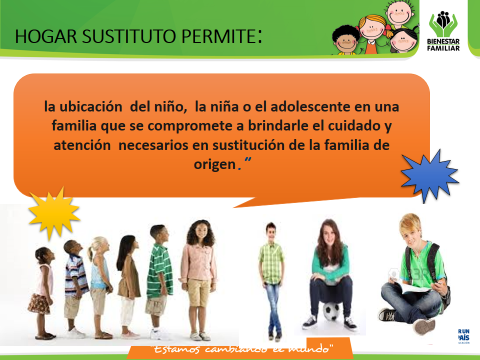 HOGAR SUSTITUTO PERMITE:
BIENESTAR
FAMILIAR
la ubicación del niño, la niña o el adolescente en una
familia que se compromete a brindarle el cuidado y
atención necesarios en sustitución de la familia de
origen."
Estamos cambiando el mundo"